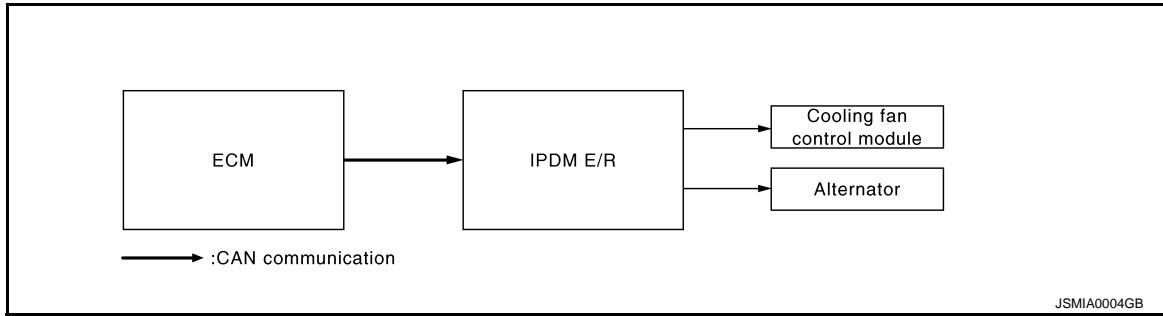 ECM
IPDM E/R
Cooling fan
control module
Alternator
:CAN communication
JSMIA0004GB